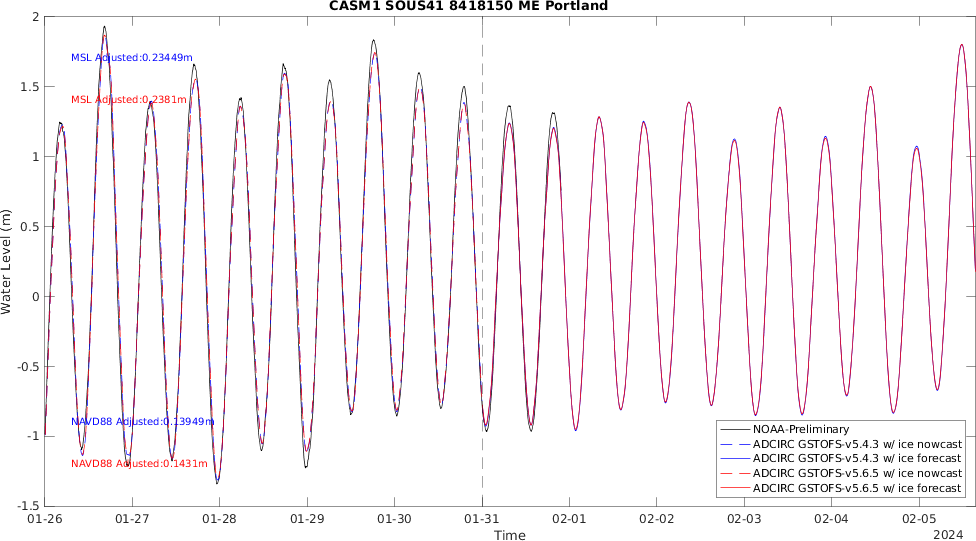 CASM1 SOUS41 8418150 ME Portland
2
1.5
1
0.5
0
-0.5
-1
-1.5
Water Level (m)
MSL Adjusted:0.23449m
MSL Adjusted:0.2381m
NAVD88 Adjusted:0.13949m
NAVD88 Adjusted:0.1431m
NOAA-Preliminary
ADCIRC GSTOFS-v5.4.3 w/ ice nowcast
ADCIRC GSTOFS-v5.4.3 w/ ice forecast
ADCIRC GSTOFS-v5.6.5 w/ ice nowcast
ADCIRC GSTOFS-v5.6.5 w/ ice forecast
01-26 01-27 01-28 01-29 01-30 01-31 02-01 02-02 02-03 02-04 02-05
Time
2024